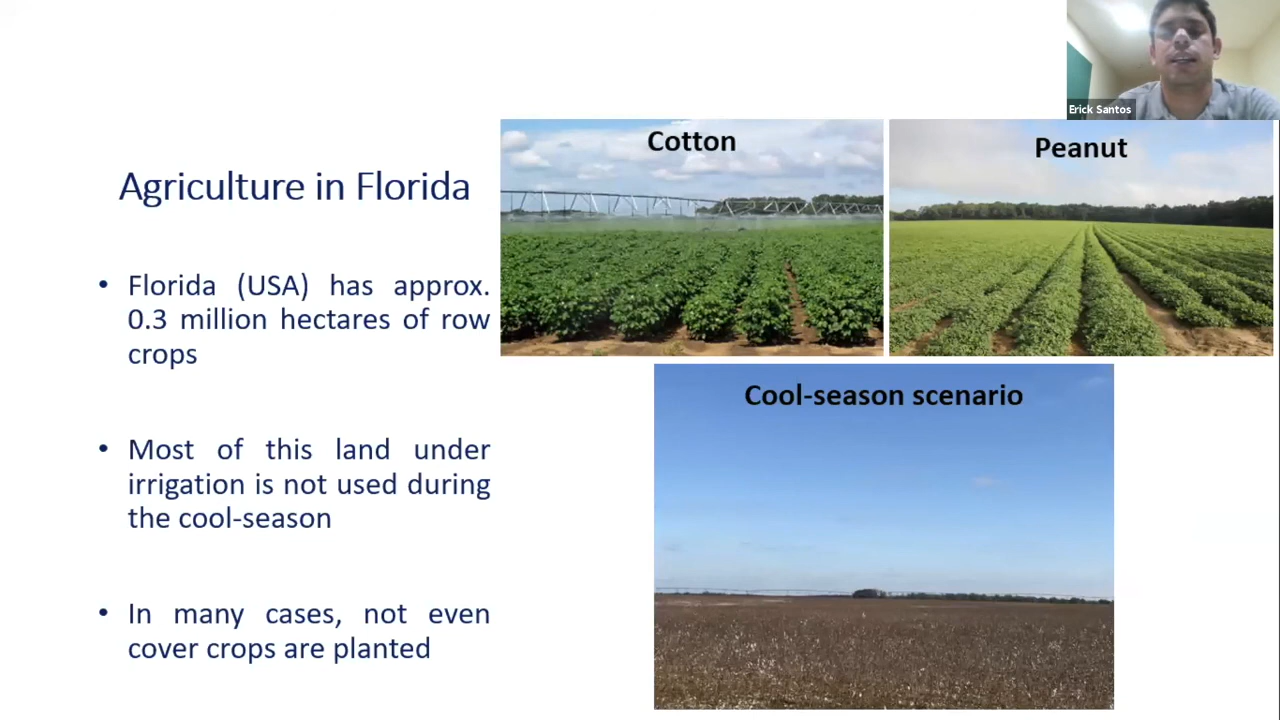 Erick Santos
Cotton
Peanut
Agriculture in Florida
• Florida (USA) has approx.
0.3 million hectares of row
crops
Cool-season scenario
• Most of this land under
irrigation is not used during
the cool-season
• In many cases, not even
cover crops are planted